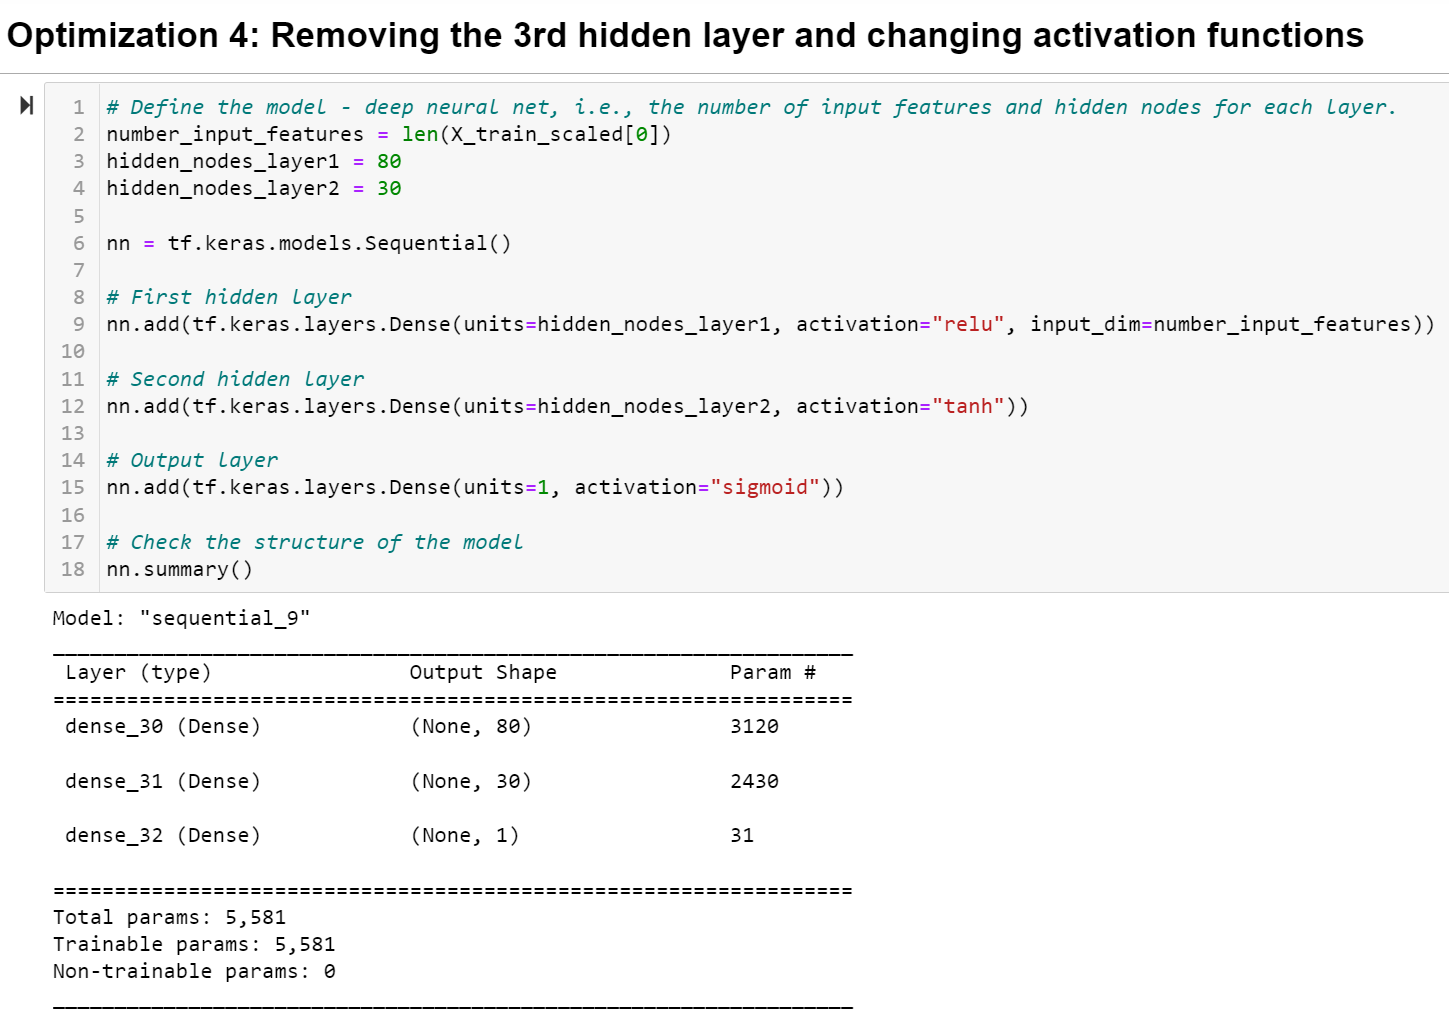 Optimization 4: Removing the 3rd hidden layer and changing activation functions
1 # Define the model - deep neural net, i.e., the number of input features and hidden nodes for each layer.
2 number_input_features = len(X_train_scaled[0])
3 hidden_nodes_layer1 = 80
4 hidden_nodes_layer2 = 30
5
6 nn = tf.keras.models.Sequential()
7
8 # First hidden layer
9 nn.add(tf.keras.layers.Dense(units=hidden_nodes_layer1, activation="relu", input_dim=number_input_features))
10
11 # Second hidden layer
12 nn.add(tf.keras.layers.Dense(units=hidden_nodes_layer2, activation="tanh"))
13
14 # Output layer
15 nn.add(tf.keras.layers.Dense(units=1, activation="sigmoid"))
16
17 # Check the structure of the model
18 nn.summary()
Model: "sequential_9"
_________________________________________________________________
Layer (type) Output Shape Param #
=================================================================
dense_30 (Dense) (None, 80) 3120
dense_31 (Dense) (None, 30) 2430
dense_32 (Dense) (None, 1) 31
=================================================================
Total params: 5,581
Trainable params: 5,581
Non-trainable params: 0
_________________________________________________________________